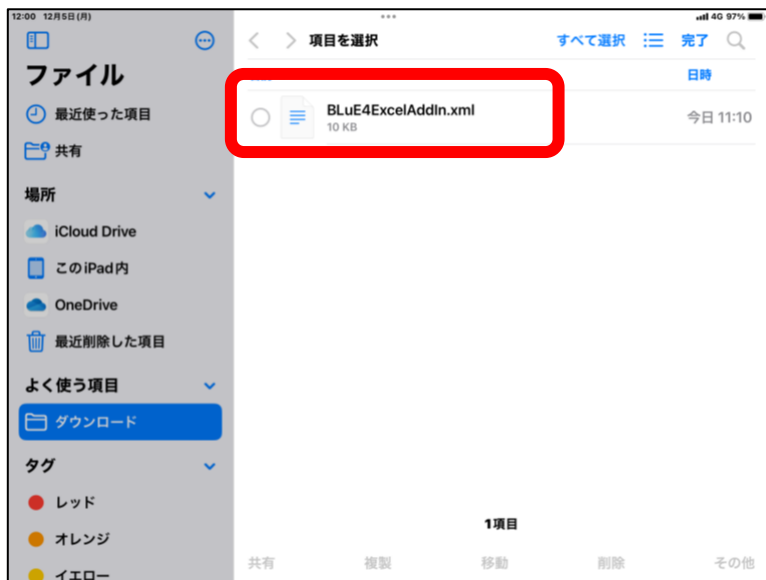 12:00 12月5日(月)
4G 97%
項目を選択
すべて選択
完了
ファイル
日時
最近使った項目
BLuE4ExcelAddIn.xml
10 KB
今日 11:10
共有
場所
iCloud Drive
このiPad内
OneDrive
最近削除した項目
よく使う項目
ダウンロード
タグ
レッド
オレンジ
イエロー
1項目
共有 複製 移動 削除 その他